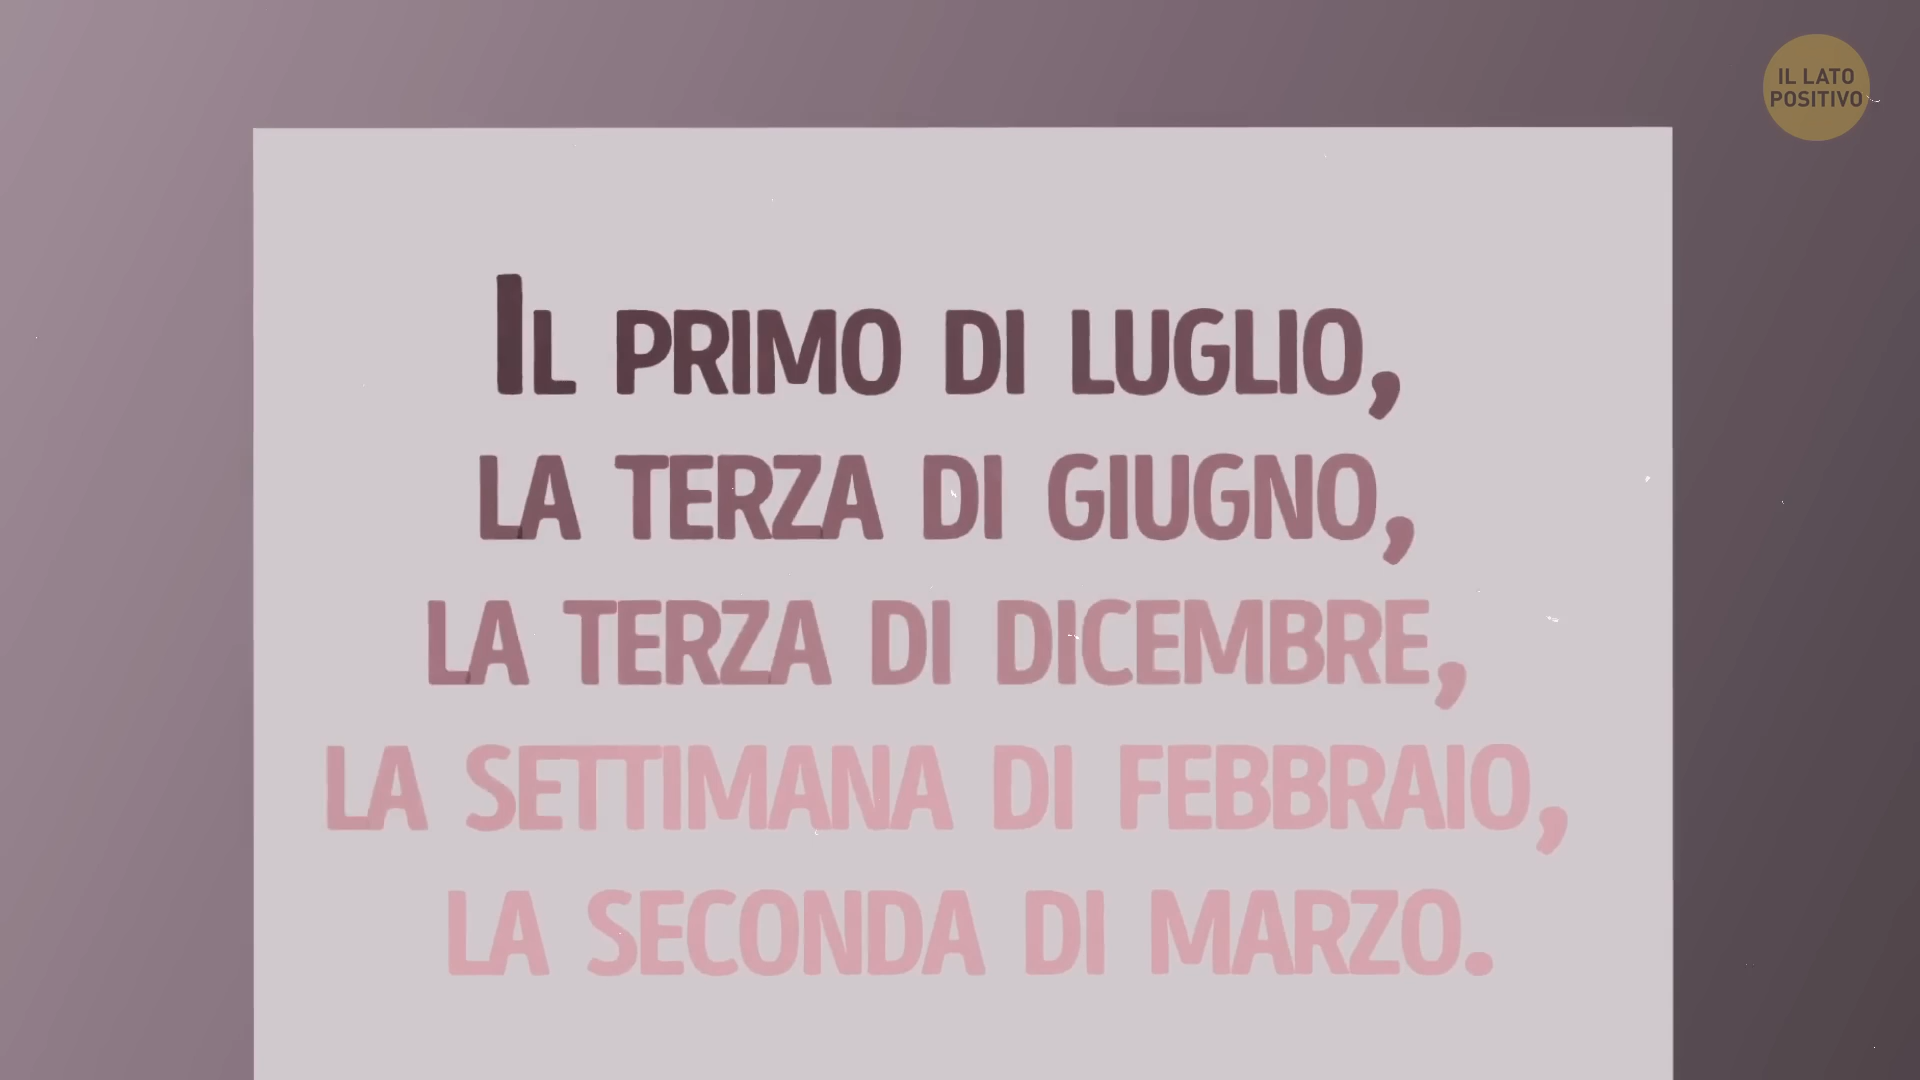 IL LATO
POSITIVO
Il primo di luglio,
la terza di giugno,
la terza di dicembre,
la settimana di febbraio,
la seconda di marzo.